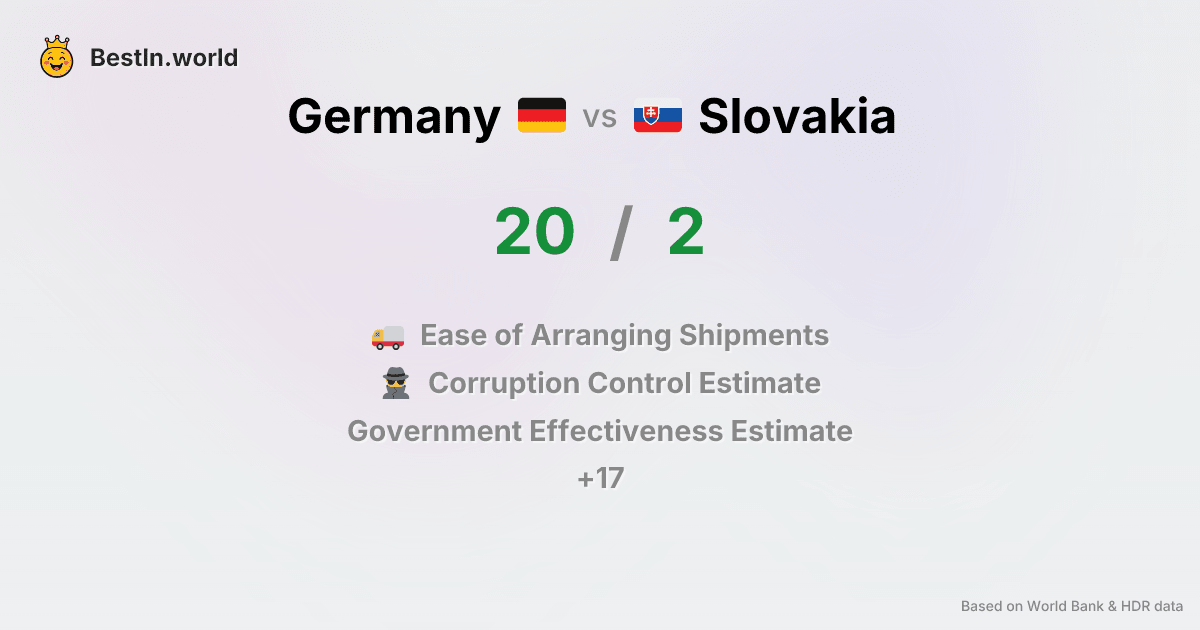 BestIn.world
Germany vs Slovakia
20 / 2
Ease of Arranging Shipments
Corruption Control Estimate
Government Effectiveness Estimate
+17
Based on World Bank & HDR data